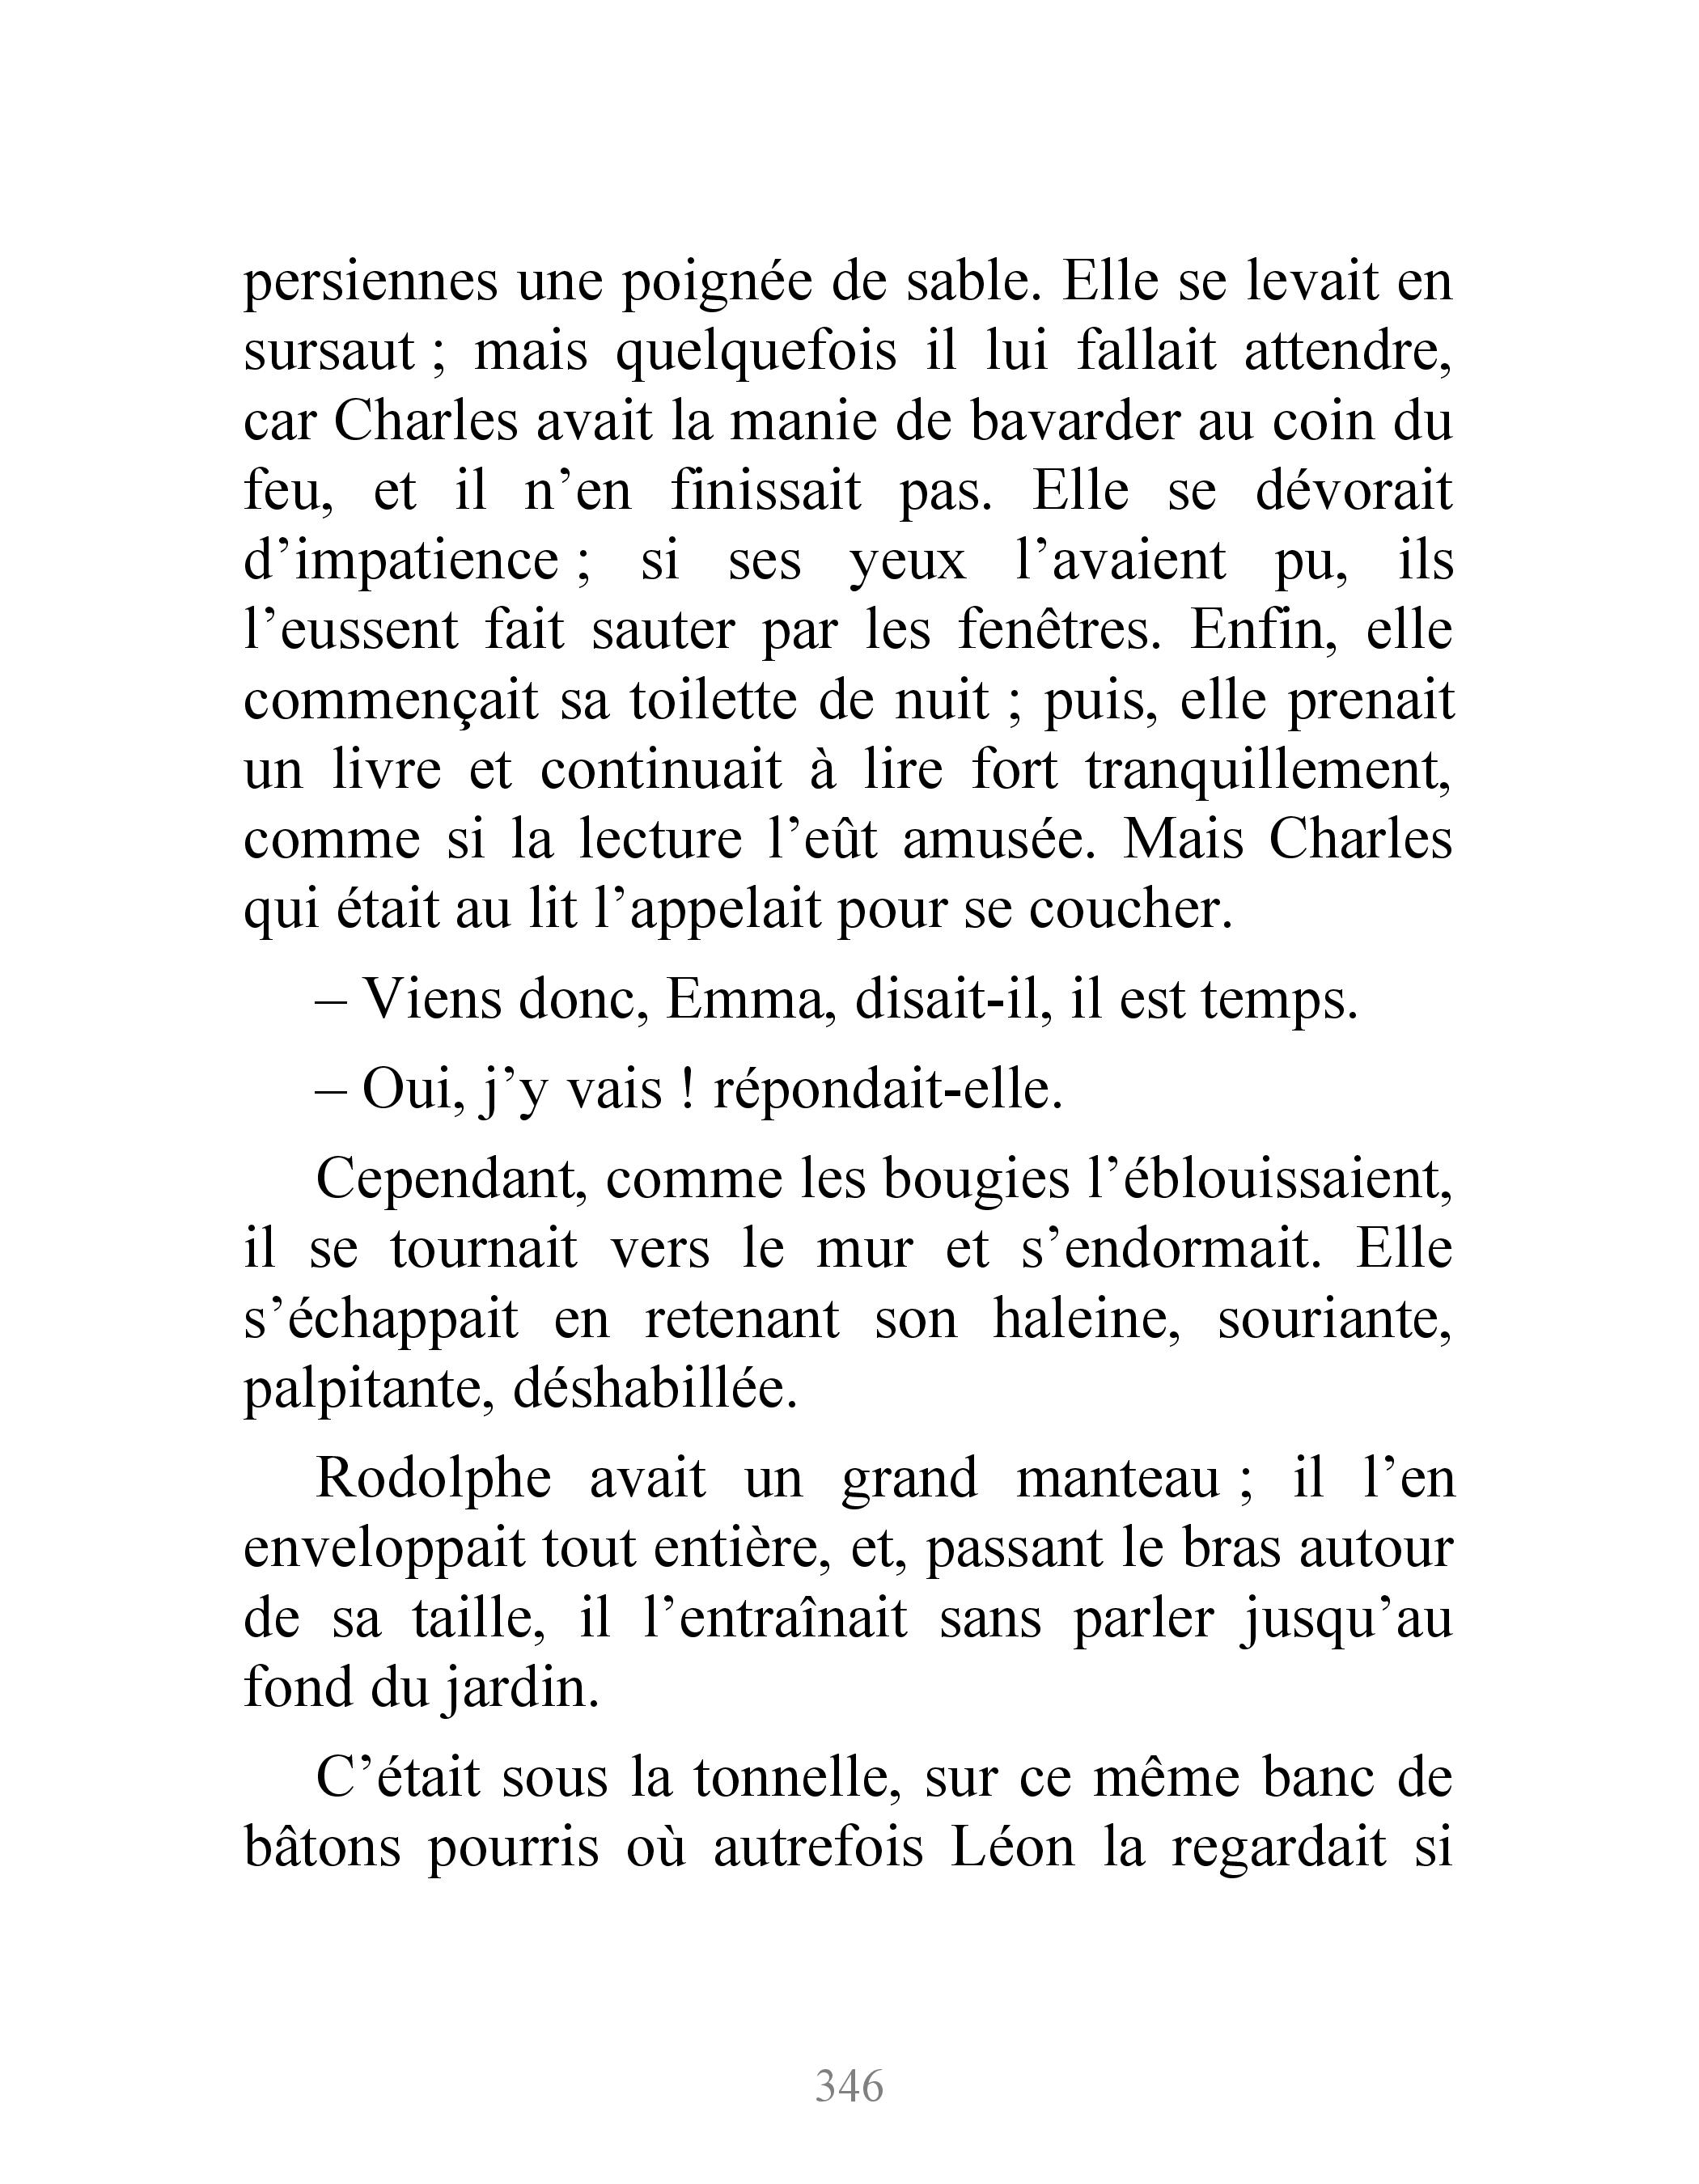 persiennes une poignée de sable. Elle se levait en
sursaut ; mais quelquefois il lui fallait attendre,
car Charles avait la manie de bavarder au coin du
feu, et il n’en finissait pas. Elle se dévorait
d’impatience ; si ses yeux l’avaient pu, ils
l’eussent fait sauter par les fenêtres. Enfin, elle
commençait sa toilette de nuit ; puis, elle prenait
un livre et continuait à lire fort tranquillement,
comme si la lecture l’eût amusée. Mais Charles
qui était au lit l’appelait pour se coucher.
– Viens donc, Emma, disait-il, il est temps.
– Oui, j’y vais ! répondait-elle.
Cependant, comme les bougies l’éblouissaient,
il se tournait vers le mur et s’endormait. Elle
s’échappait en retenant son haleine, souriante,
palpitante, déshabillée.
Rodolphe avait un grand manteau ; il l’en
enveloppait tout entière, et, passant le bras autour
de sa taille, il l’entraînait sans parler jusqu’au
fond du jardin.
C’était sous la tonnelle, sur ce même banc de
bâtons pourris où autrefois Léon la regardait si
346